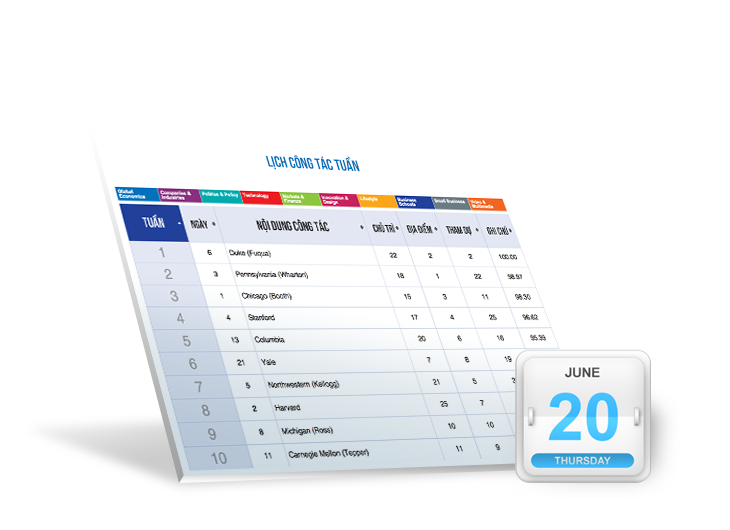 LỊCH CÔNG TÁC TUẦN
Global Economics Companies & Industries Politics & Policy Technology Markets & Finance Innovation & Design Lifestyle Business Schools Small Business Video & Multimedia
TUẦN NGÀY NỘI DUNG CÔNG TÁC CHỦ TRÌ ĐỊA ĐIỂM THAM DỰ GHI CHÚ
1 6 Duke (Fuqua) 22 2 2 100.00
2 3 Pennsylvania (Wharton) 18 1 22 98.97
3 1 Chicago (Booth) 15 3 11 98.30
4 4 Stanford 17 4 25 96.62
5 13 Columbia 20 6 16 95.39
6 21 Yale 7 8 19
7 5 Northwestern (Kellogg) 21 5
8 2 Harvard 25 7
9 8 Michigan (Ross) 10 10
10 11 Carnegie Mellon (Tepper) 11 9
JUNE
20
THURSDAY